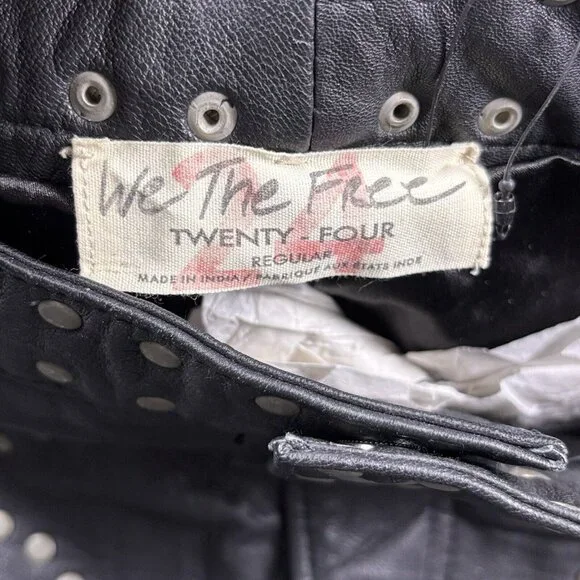 We The Free
24
TWENTY - FOUR
REGULAR
MADE IN INDIA / FABRIQUE AUX ETATS INDE